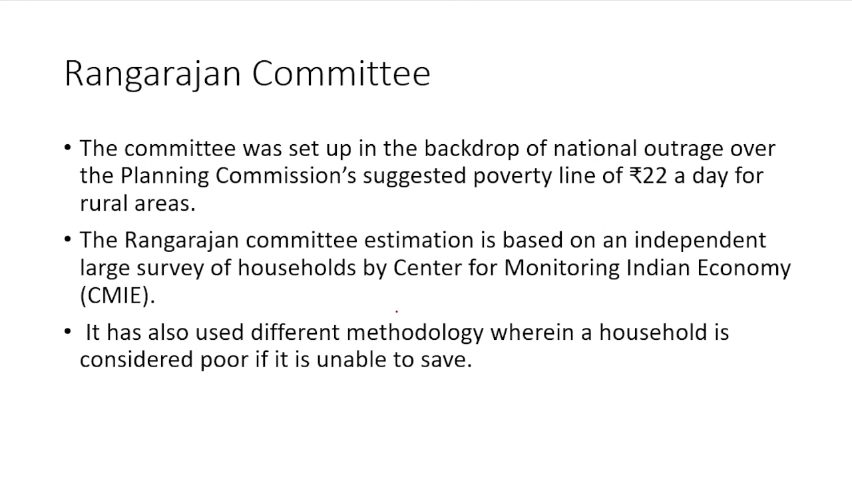 Rangarajan Committee
• The committee was set up in the backdrop of national outrage over
the Planning Commission’s suggested poverty line of ₹22 a day for
rural areas.
• The Rangarajan committee estimation is based on an independent
large survey of households by Center for Monitoring Indian Economy
(CMIE).
• It has also used different methodology wherein a household is
considered poor if it is unable to save.